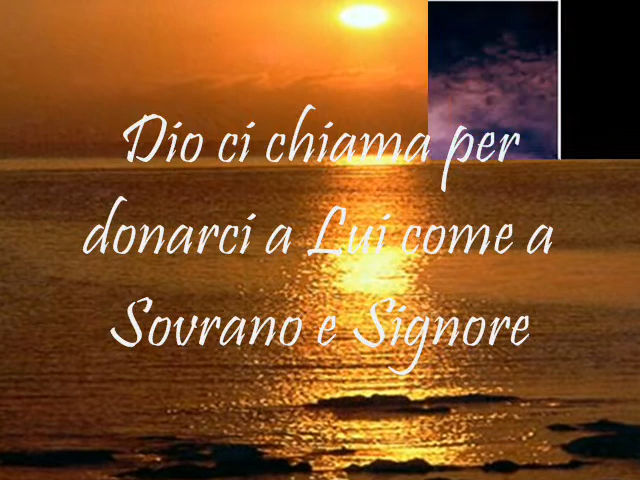 Dio ci chiama per
donarci a Lui come a
Sovrano e Signore